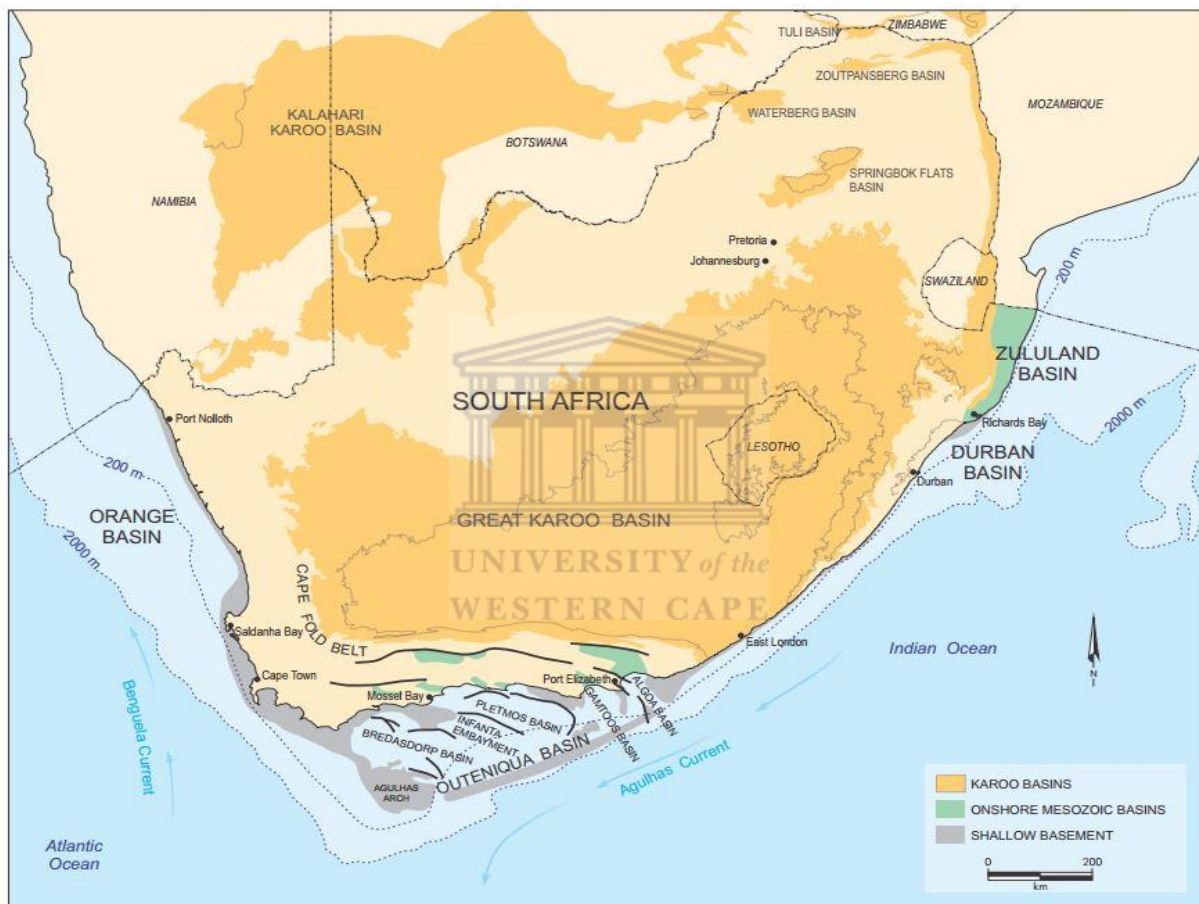 TULI BASIN
ZIMBABWE
ZOUTPANSBERG BASIN
MOZAMBIQUE
WATERBERG BASIN
KALAHARI
KAROO BASIN
BOTSWANA
SPRINGBOK FLATS
BASIN
NAMIBIA
Pretoria
Johannesburg
SWAZILAND
200 m
ZULULAND
BASIN
SOUTH AFRICA
Port Nolloth
Richards Bay
2000 m
LESOTHO
DURBAN
BASIN
Durban
200 m
ORANGE
BASIN
2000 m
GREAT KAROO BASIN
UNIVERSITY of the
WESTERN CAPE
CAPE FOLD BELT
Saldanha Bay
East London
Indian Ocean
N
Cape Town
Port Elizabeth
Mossel Bay
ALGOA BASIN
GAMTOOS BASIN
PLETMOS BASIN
INFANTA
EMBAYMENT
BREDASDORP BASIN
OUTENIQUA BASIN
Benguela Current
Agulhas Current
AGULHAS
ARCH
Atlantic
Ocean
KAROO BASINS
ONSHORE MESOZOIC BASINS
SHALLOW BASEMENT
0 200
km